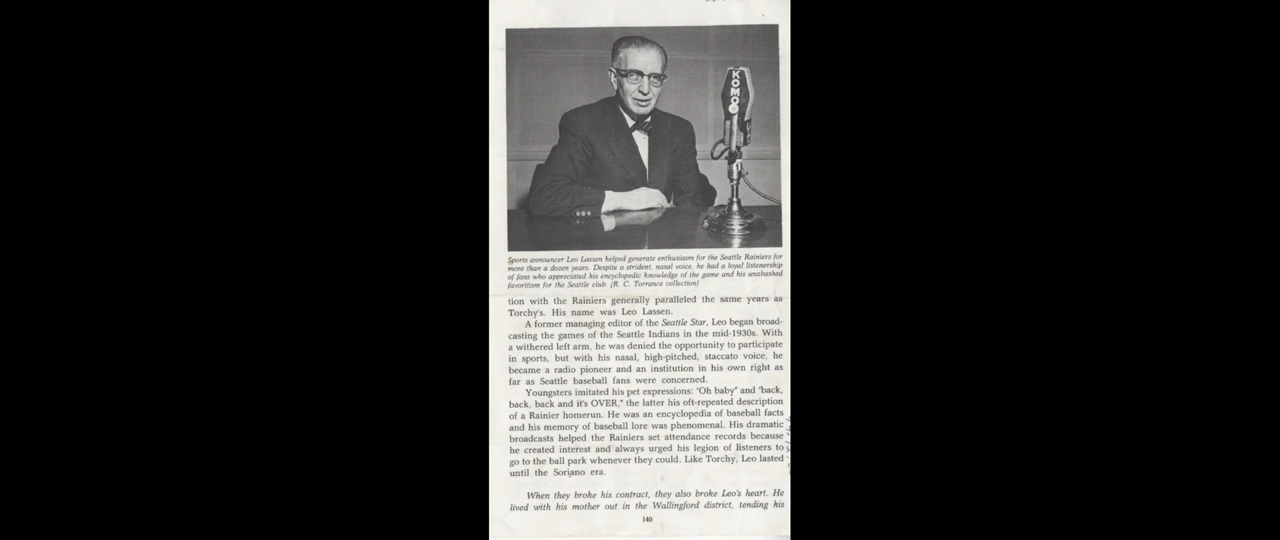 KOMO
Sports announcer Leo Lassen helped generate enthusiasm for the Seattle Rainiers for
more than a dozen years. Despite a strident, nasal voice, he had a loyal listenership
of fans who appreciated his encyclopedic knowledge of the game and his unabashed
favoritism for the Seattle club. [R. C. Torrance collection]
tion with the Rainiers generally paralleled the same years as
Torchy's. His name was Leo Lassen.
A former managing editor of the Seattle Star, Leo began broad-
casting the games of the Seattle Indians in the mid-1930s. With
a withered left arm, he was denied the opportunity to participate
in sports, but with his nasal, high-pitched, staccato voice, he
became a radio pioneer and an institution in his own right as
far as Seattle baseball fans were concerned.
Youngsters imitated his pet expressions: "Oh baby" and "back,
back, back and it's OVER," the latter his oft-repeated description
of a Rainier homerun. He was an encyclopedia of baseball facts
and his memory of baseball lore was phenomenal. His dramatic
broadcasts helped the Rainiers set attendance records because
he created interest and always urged his legion of listeners to
go to the ball park whenever they could. Like Torchy, Leo lasted
until the Soriano era.
When they broke his contract, they also broke Leo's heart. He
lived with his mother out in the Wallingford district, tending his
140